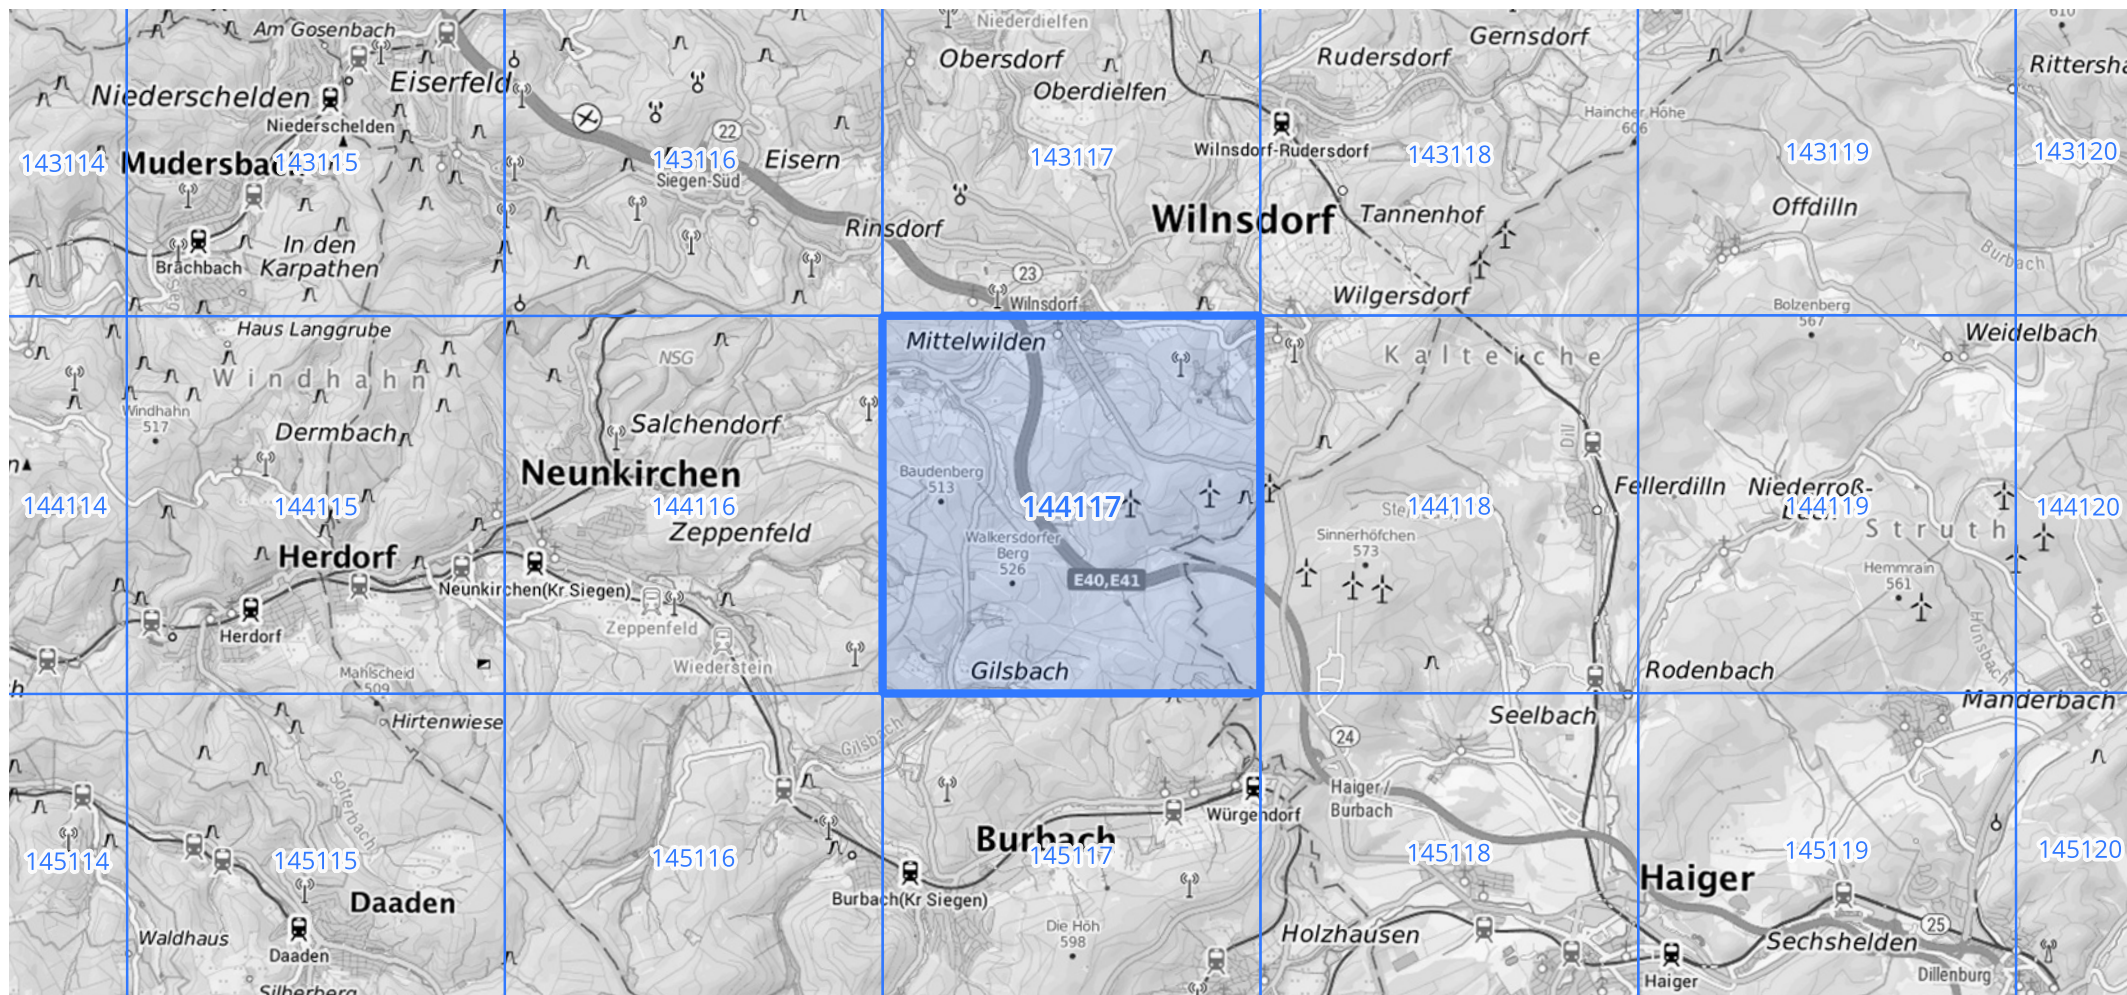 Am Gosenbach
Niederdielfen
Gernsdorf
610
Eiserfeld
Obersdorf
Rudersdorf
Rittersha
Niederschelden
Oberdielfen
Niederschelden
22
Haincher Höhe
606
Mudersbac
Eisern
Wilnsdorf-Rudersdorf
143114
143115
143116
143117
143118
143119
143120
Siegen-Süd
Rinsdorf
Wilnsdorf
Tannenhof
Offdilln
In den
Karpathen
Brachbach
Burbach
23
Wilnsdorf
Wilgersdorf
Bolzenberg
567
Haus Langgrube
Mittelwilden
Weidelbach
Windhahn
NSG
Kalteiche
Windhahn
517
Dermbach
Salchendorf
Dill
Neunkirchen
Baudenberg
513
Fellerdilln
Niederroß-
144114
144115
144116
144117
144118
144119
144120
Struth
Herdorf
Zeppenfeld
Walkersdorfer
Berg
526
Sinnerhöfchen
573
Hemmrain
561
E40,E41
Neunkirchen(Kr Siegen)
Herdorf
Zeppenfeld
Hunsbach
Wiederstein
Mahlscheid
509
Gilsbach
Rodenbach
Manderbach
Hirtenwiese
Seelbach
Gilsbach
24
Sotterbach
Haiger/
Burbach
Würgendorf
Burbach
145114
145115
145116
145117
145118
145119
145120
Haiger
Daaden
Burbach(Kr Siegen)
Die Höh
598
25
Waldhaus
Holzhausen
Sechshelden
Daaden
Haiger
Dillenburg
Silberberg